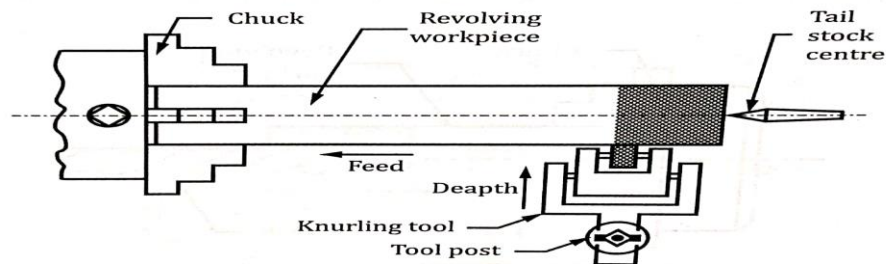 Chuck
Revolving
workpiece
Tail
stock
centre
Feed
Deapth
Knurling tool
Tool post